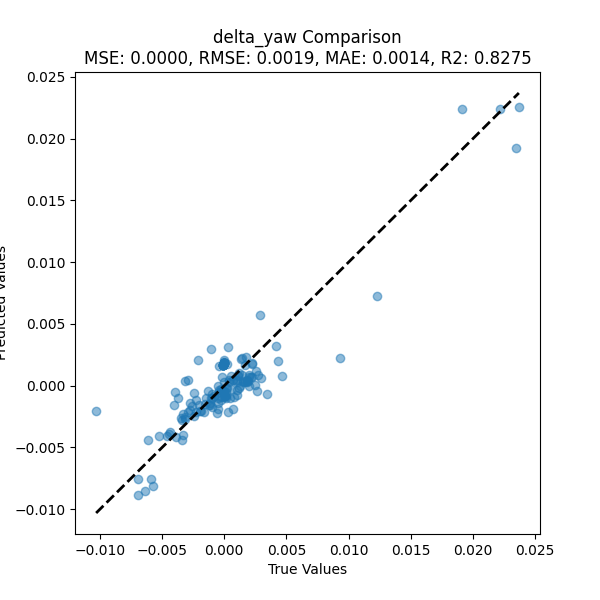 delta_yaw Comparison
MSE: 0.0000, RMSE: 0.0019, MAE: 0.0014, R2: 0.8275
0.025
0.020
0.015
0.010
0.005
0.000
−0.005
−0.010
Predicted Values
−0.010 −0.005 0.000 0.005 0.010 0.015 0.020 0.025
True Values